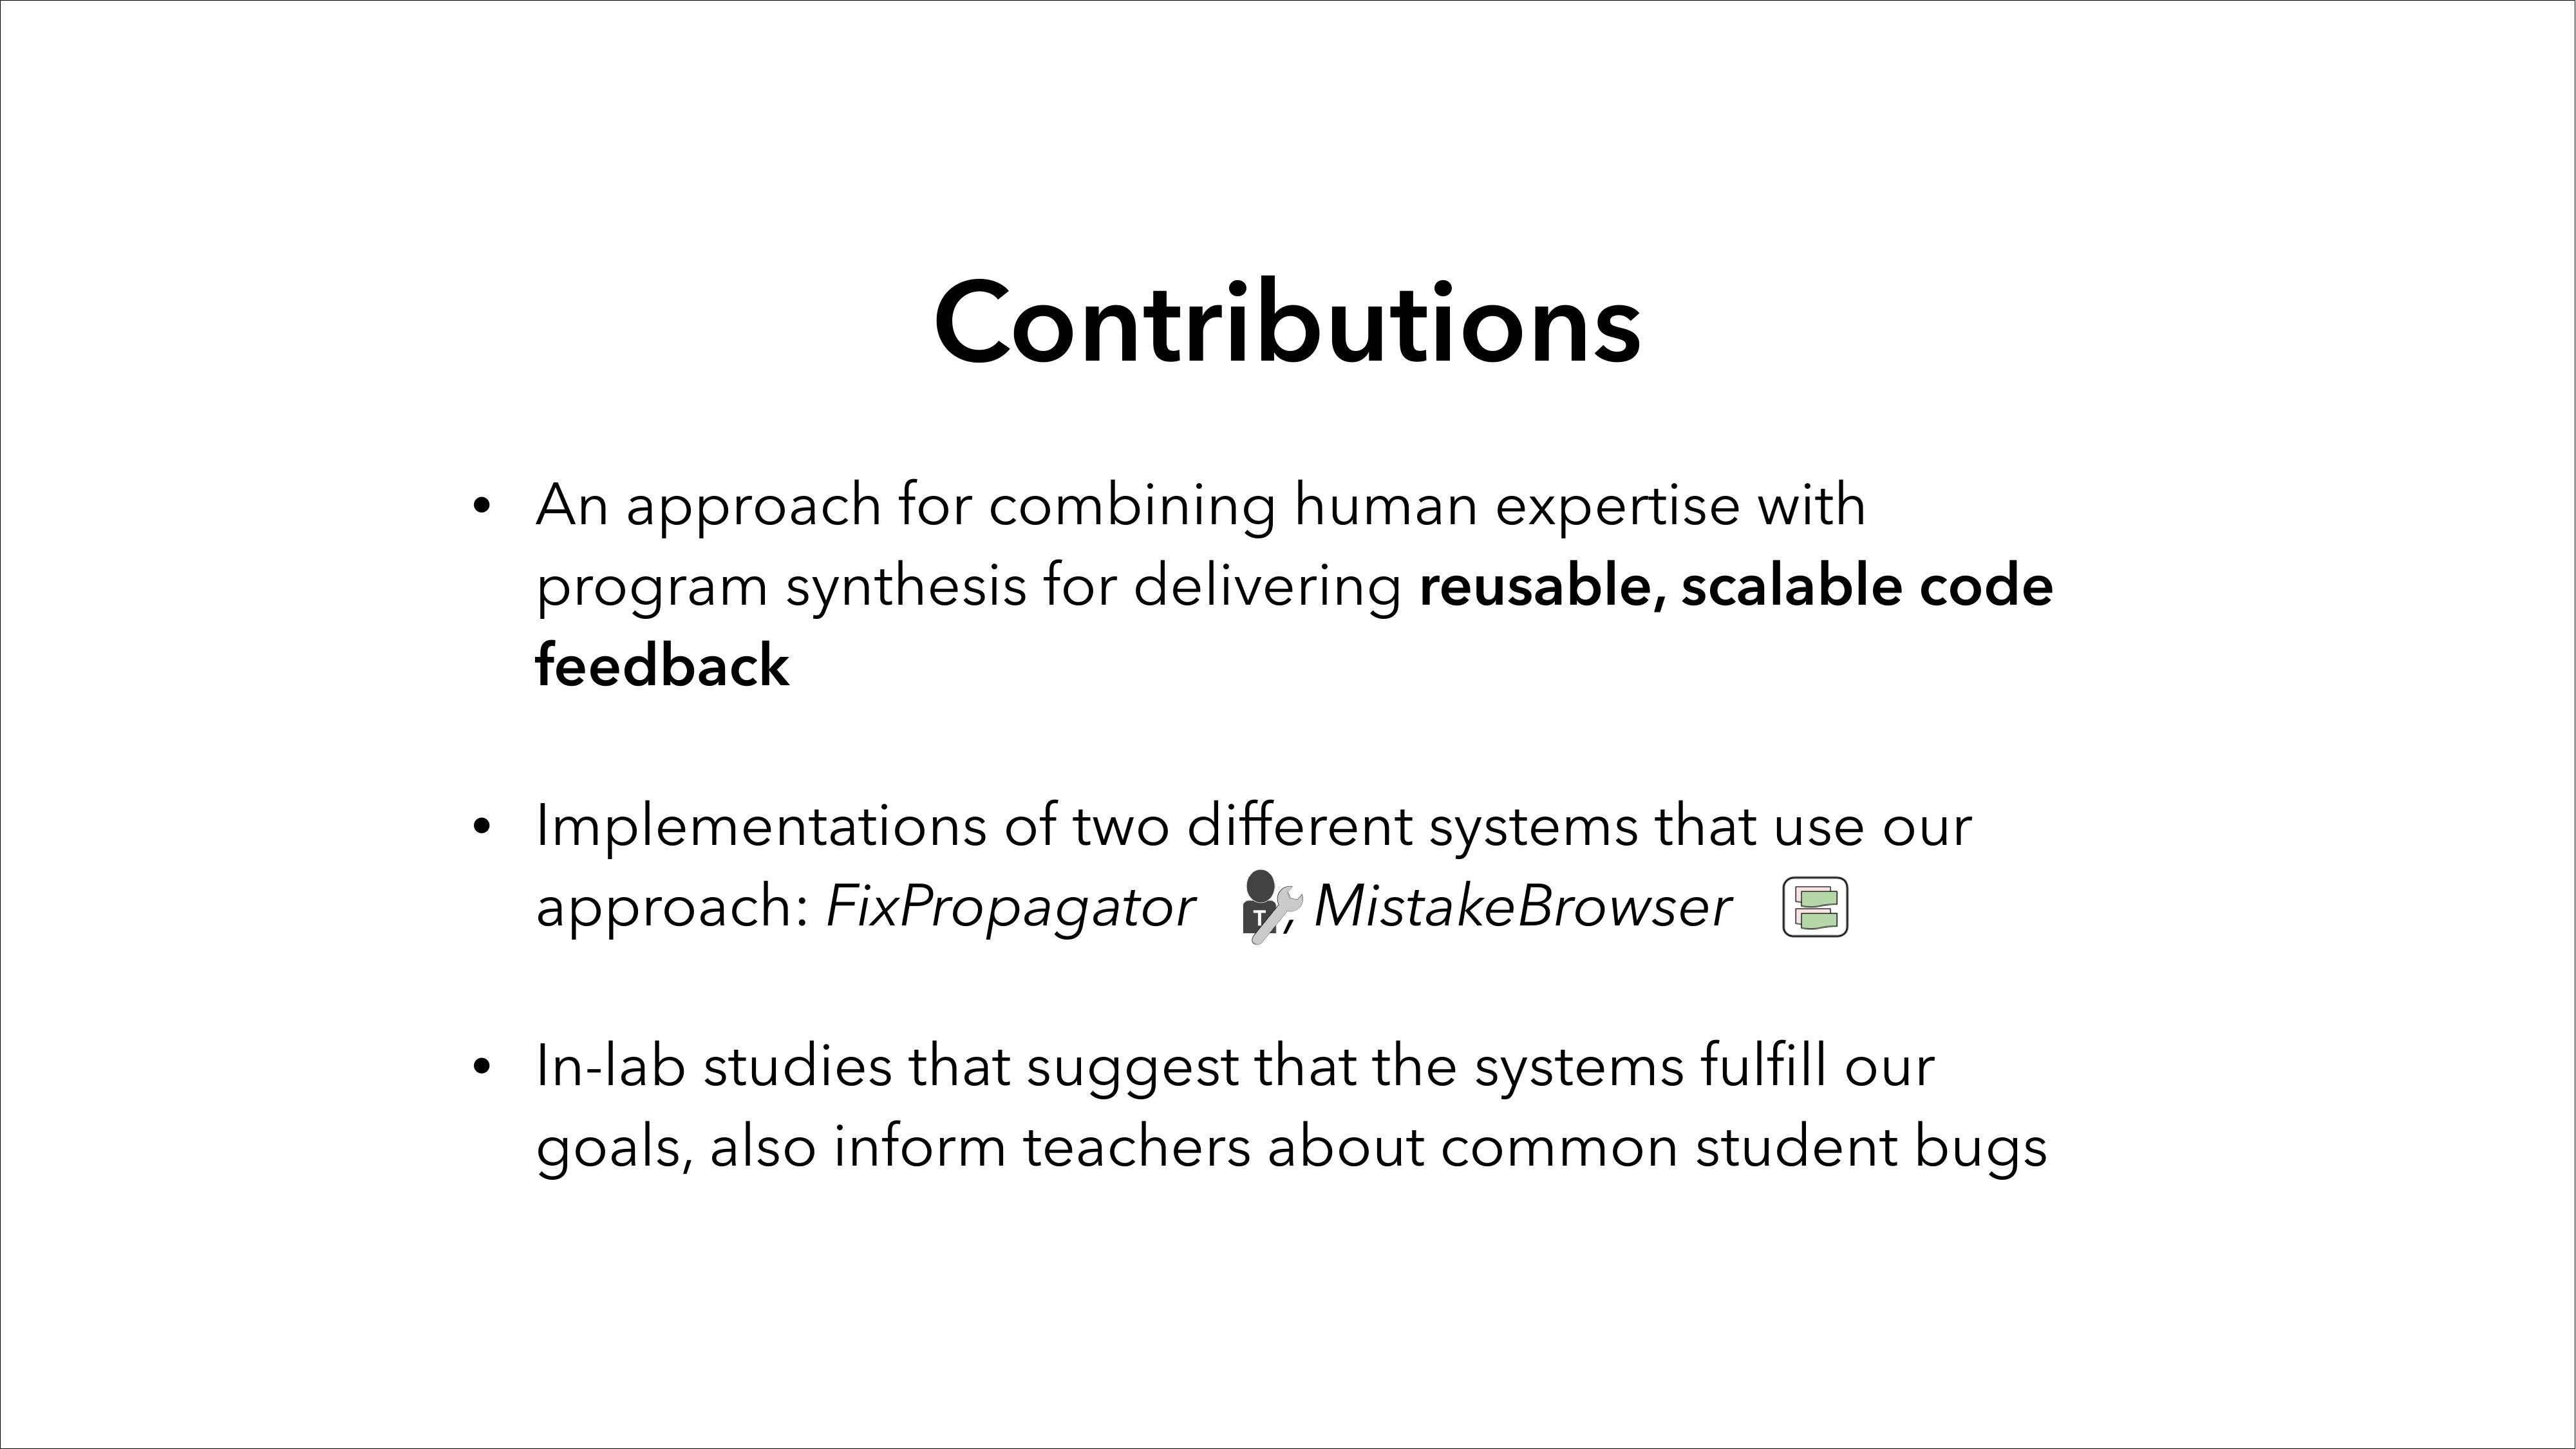 Contributions
• An approach for combining human expertise with
program synthesis for delivering reusable, scalable code
feedback
• Implementations of two different systems that use our
approach: FixPropagator T, MistakeBrowser
• In-lab studies that suggest that the systems fulfill our
goals, also inform teachers about common student bugs